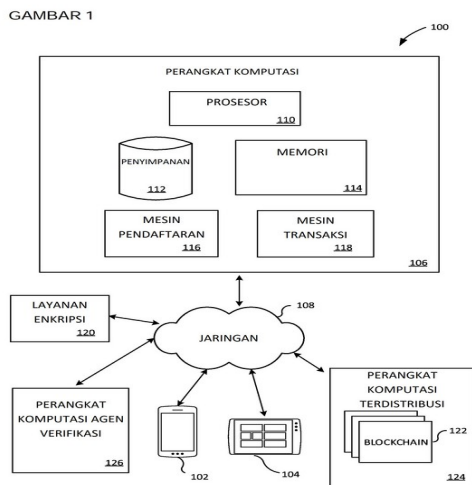 GAMBAR 1
100
PERANGKAT KOMPUTASI
PROSESOR
110
PENYIMPANAN
112
MEMORI
114
MESIN
PENDAFTARAN
116
MESIN
TRANSAKSI
118
106
LAYANAN
ENKRIPSI
120
108
JARINGAN
PERANGKAT
KOMPUTASI AGEN
VERIFIKASI
126
102
104
PERANGKAT
KOMPUTASI
TERDISTRIBUSI
BLOCKCHAIN
122
124